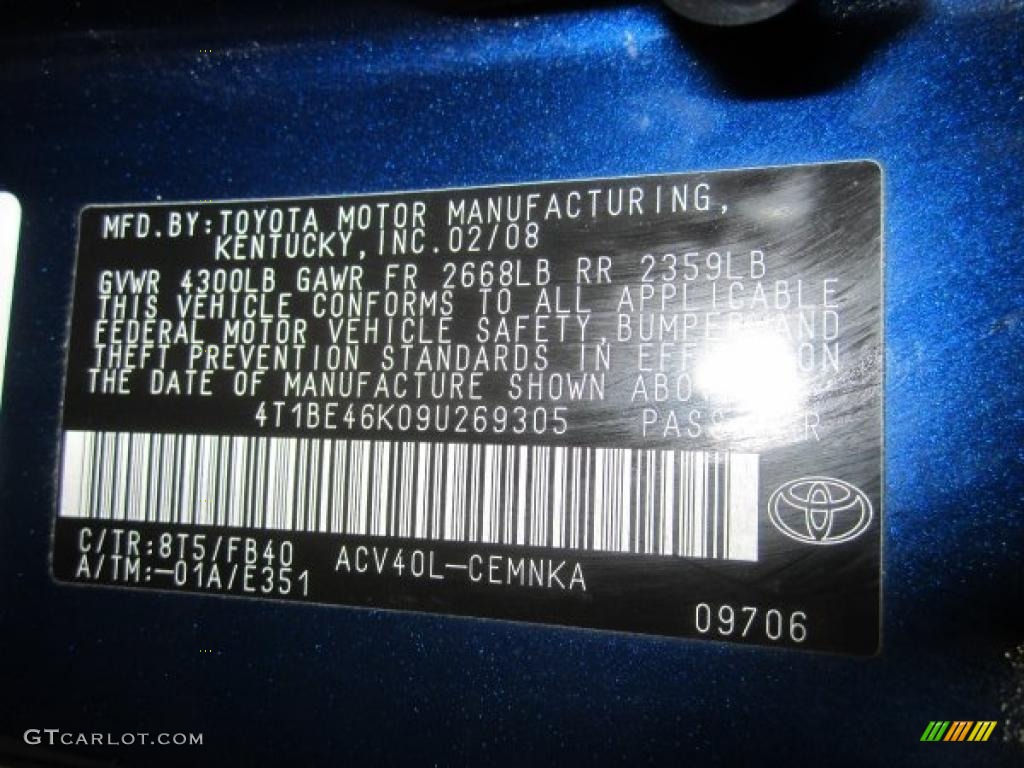 MFD.BY:TOYOTA MOTOR MANUFACTURING,
KENTUCKY,INC.02/08
GVWR 4300LB GAWR FR 2668LB RR 2359LB
THIS VEHICLE CONFORMS TO ALL APPLICABLE
FEDERAL MOTOR VEHICLE SAFETY,BUMPER AND
THEFT PREVENTION STANDARDS IN
THE DATE OF MANUFACTURE SHOWN
4T1BE46K09U269305
C/TR:8T5/FB40 ACV40L-CEMNKA
A/TM:-01A/E351
09706
GTCARLOT.COM